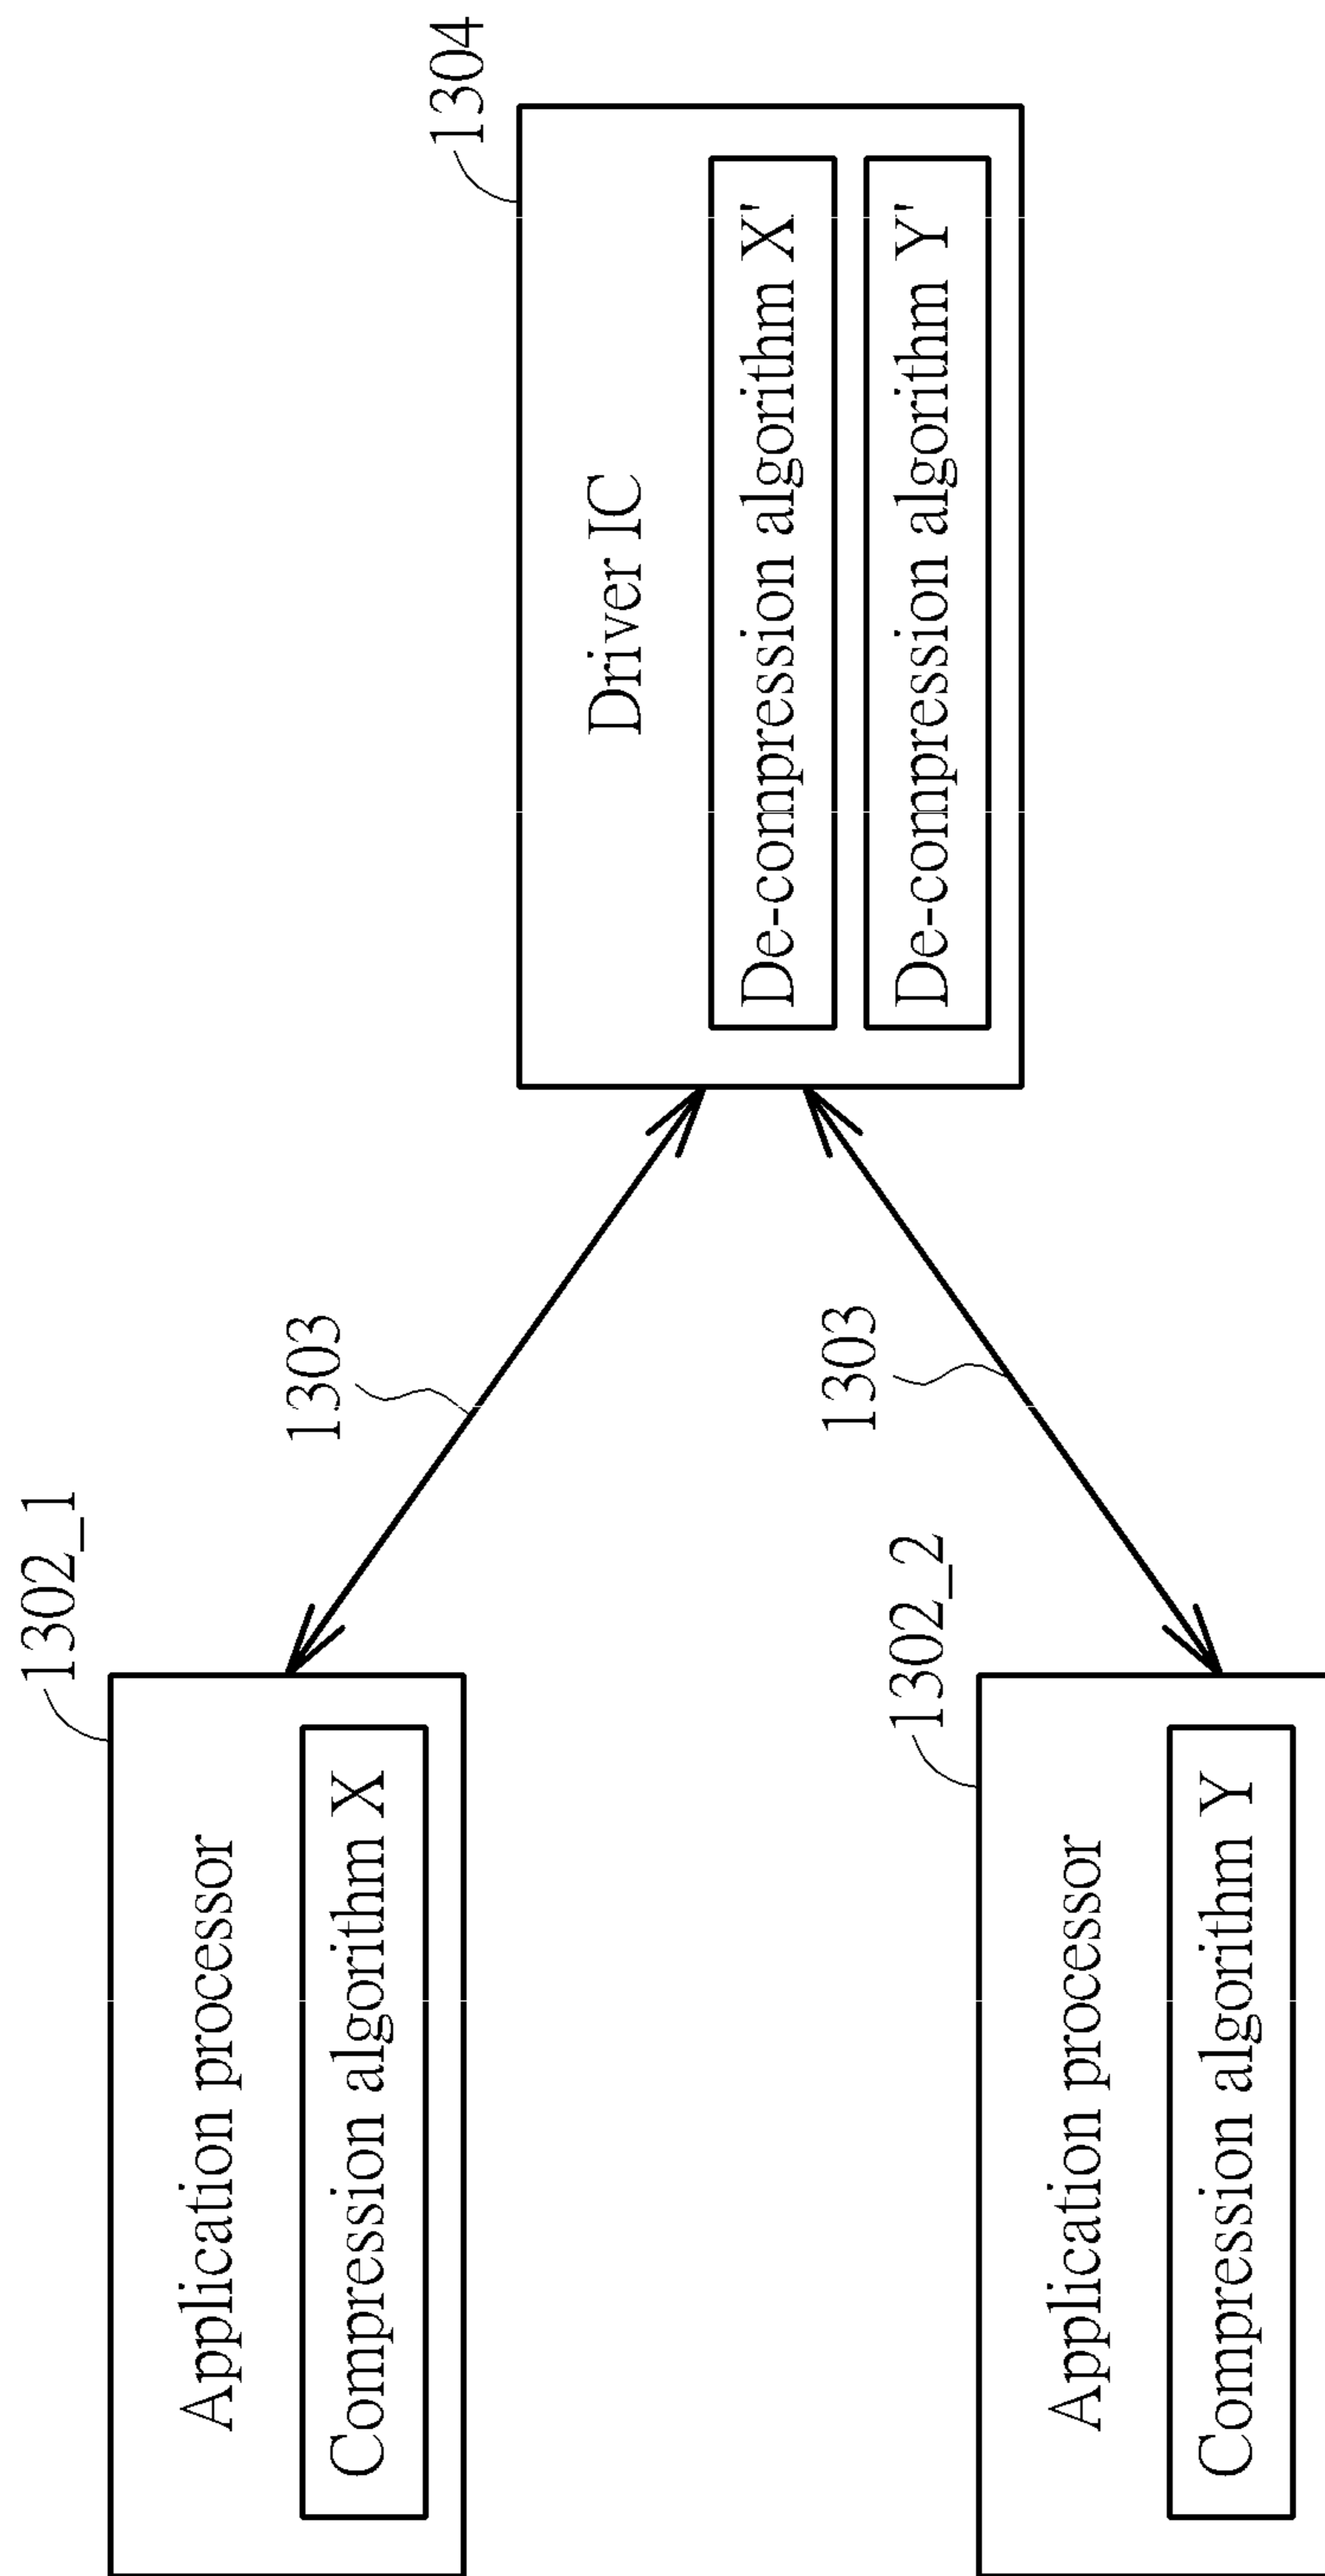 1302_1
Application processor
Compression algorithm X
1303
1304
Driver IC
De-compression algorithm X'
De-compression algorithm Y'
1303
1302_2
Application processor
Compression algorithm Y